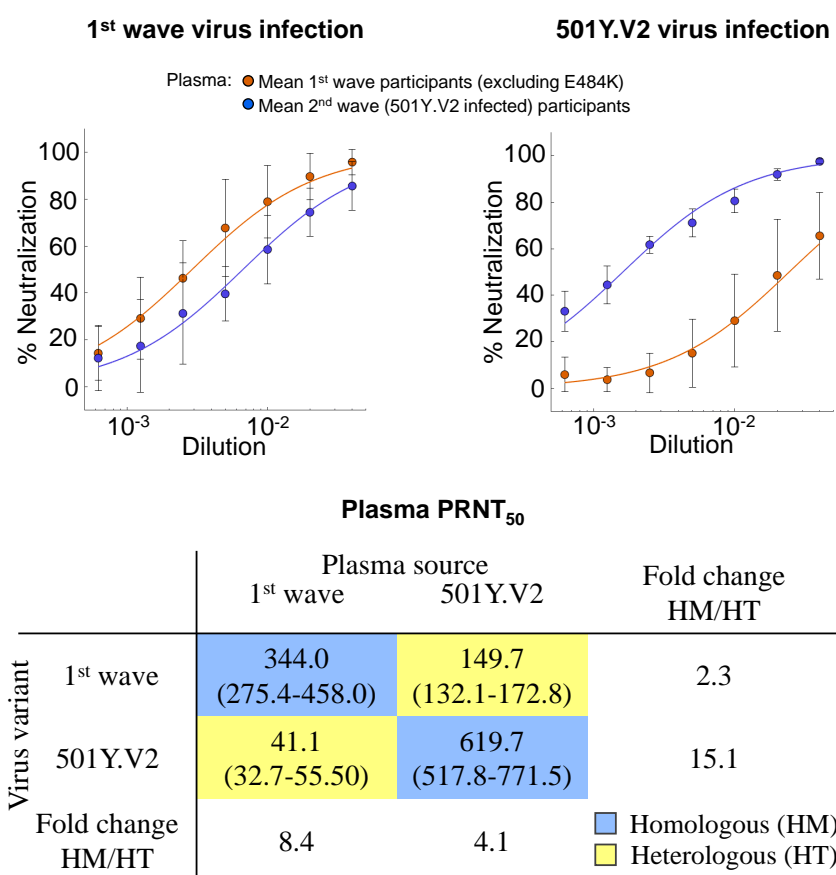 1st wave virus infection
501Y.V2 virus infection
Plasma: Mean 1st wave participants (excluding E484K)
Mean 2nd wave (501Y.V2 infected) participants
% Neutralization
100
80
60
40
20
0
10-3
10-2
Dilution
% Neutralization
100
80
60
40
20
0
10-3
10-2
Dilution
Plasma PRNT50
Plasma source
1st wave
501Y.V2
Fold change
HM/HT
Virus variant
1st wave
344.0
(275.4-458.0)
149.7
(132.1-172.8)
2.3
501Y.V2
41.1
(32.7-55.50)
619.7
(517.8-771.5)
15.1
Fold change
HM/HT
8.4
4.1
Homologous (HM)
Heterologous (HT)